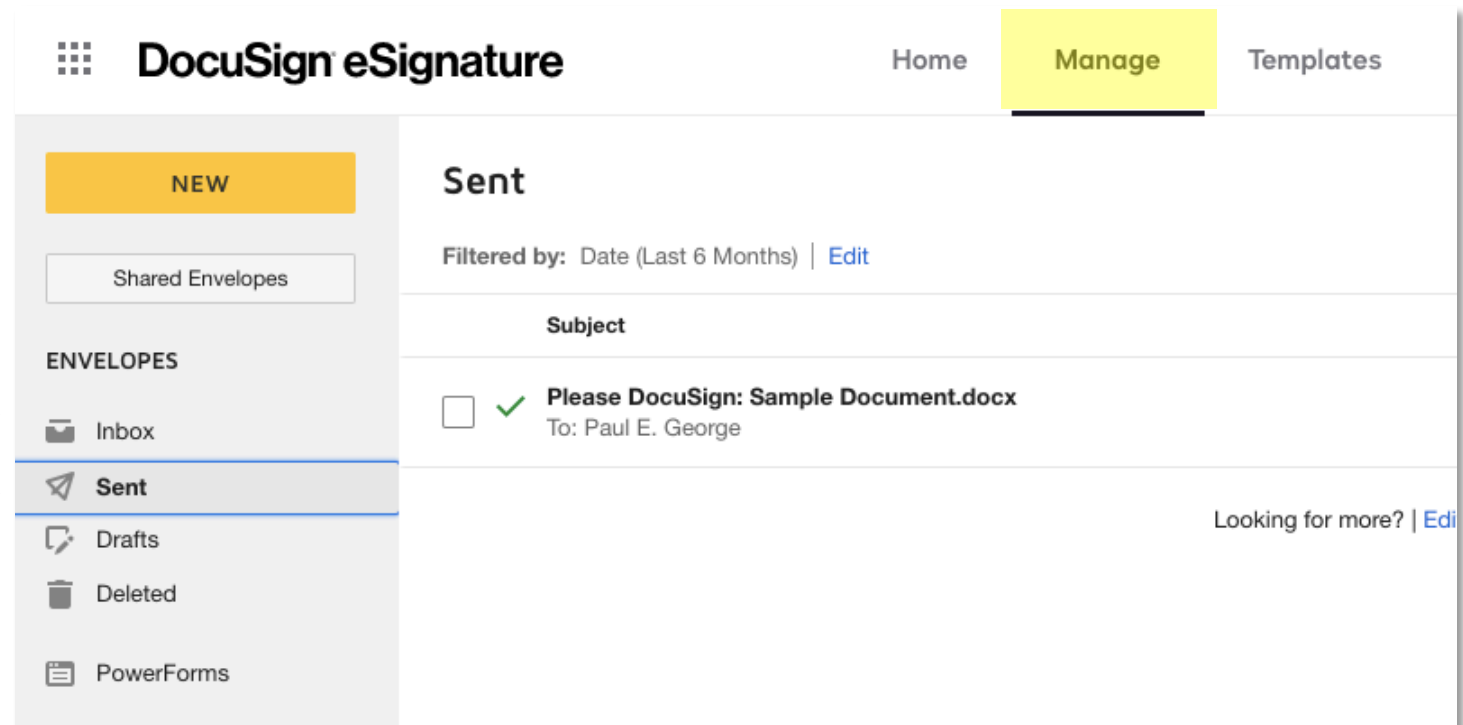 DocuSign eSignature
Home
Manage
Templates
NEW
Shared Envelopes
ENVELOPES
Inbox
Sent
Drafts
Deleted
PowerForms
Sent
Filtered by: Date (Last 6 Months) | Edit
Subject
Please DocuSign: Sample Document.docx
To: Paul E. George
Looking for more? | Edi